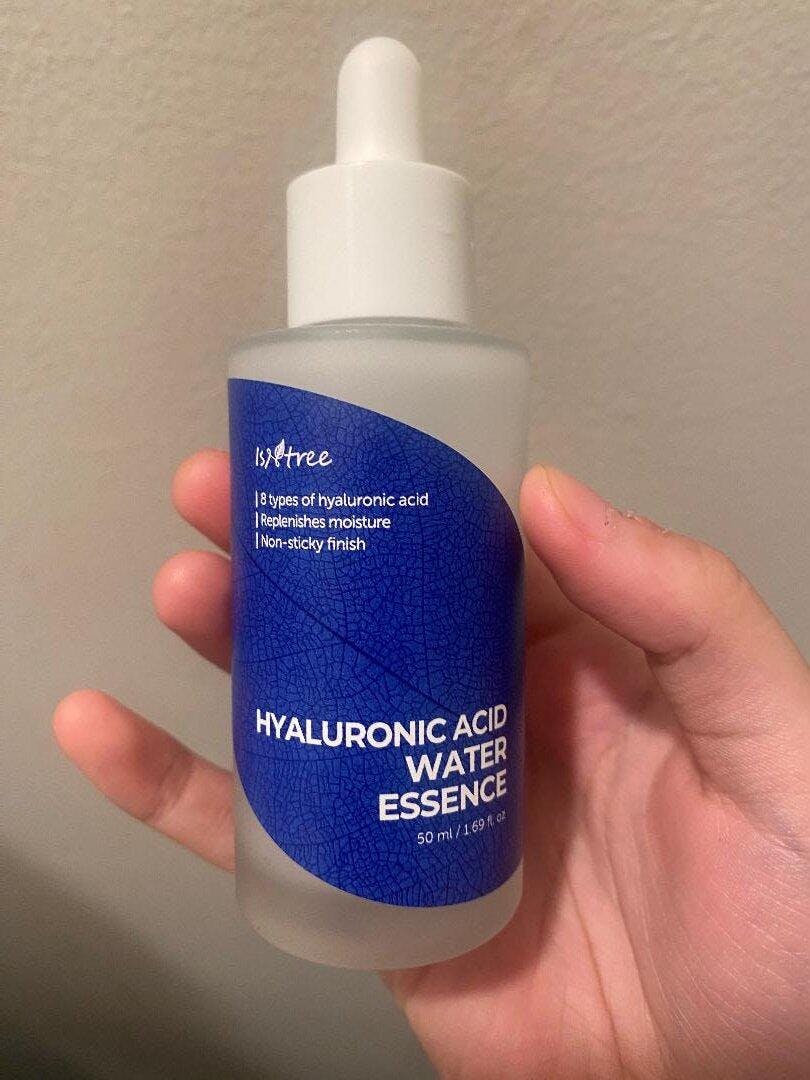 Isntree
8 types of hyaluronic acid
Replenishes moisture
Non-sticky finish
HYALURONIC ACID
WATER
ESSENCE
50 ml / 1.69 fl. oz